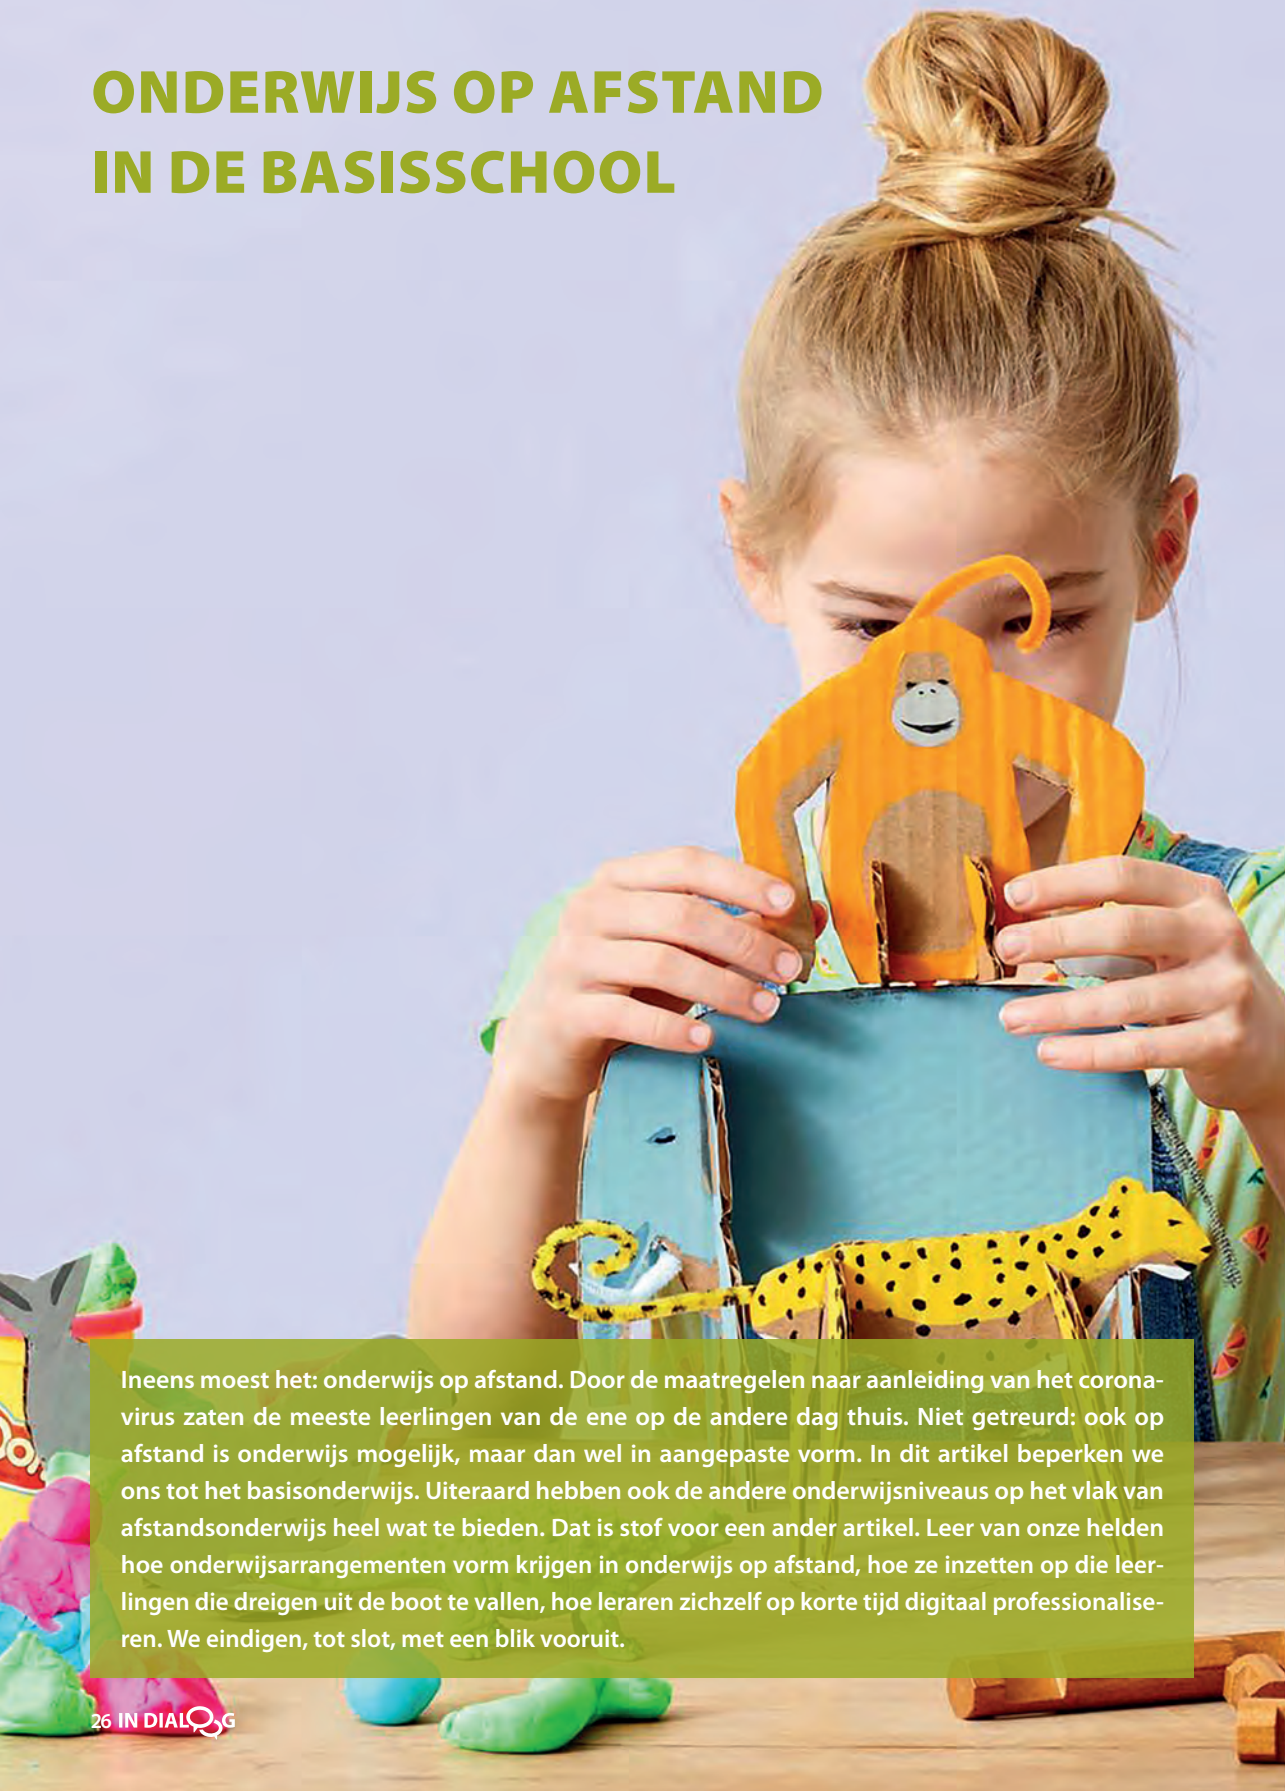 ONDERWIJS OP AFSTAND
IN DE BASISSCHOOL
Ineens moest het: onderwijs op afstand. Door de maatregelen naar aanleiding van het corona-
virus zaten de meeste leerlingen van de ene op de andere dag thuis. Niet getreurd: ook op
afstand is onderwijs mogelijk, maar dan wel in aangepaste vorm. In dit artikel beperken we
ons tot het basisonderwijs. Uiteraard hebben ook de andere onderwijsniveaus op het vlak van
afstandsonderwijs heel wat te bieden. Dat is stof voor een ander artikel. Leer van onze helden
hoe onderwijsarrangementen vorm krijgen in onderwijs op afstand, hoe ze inzetten op die leer-
lingen die dreigen uit de boot te vallen, hoe leraren zichzelf op korte tijd digitaal professionalise-
ren. We eindigen, tot slot, met een blik vooruit.
26 IN DIALOOG